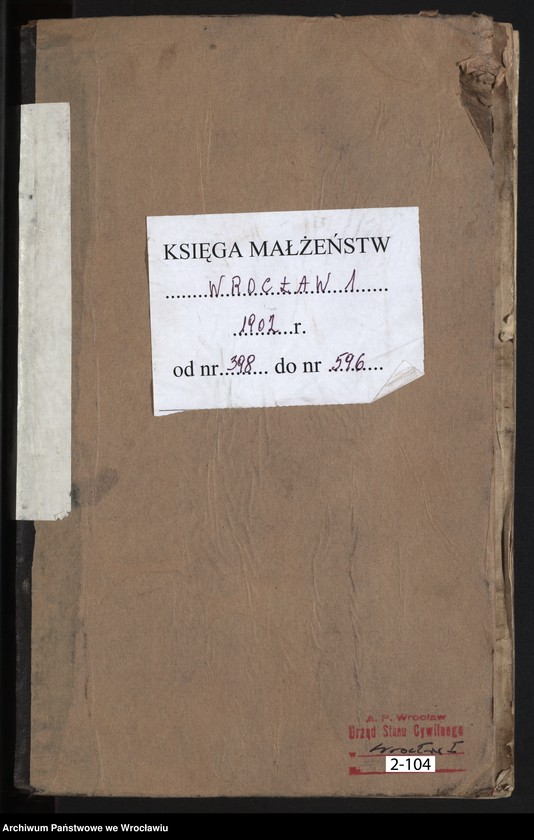 KSIĘGA MAŁŻEŃSTW
WROCŁAW 1
1902 r.
od nr 398 do nr 596
A. P. Wrocław
Urząd Stanu Cywilnego
w Wrocław I
2-104
Archiwum Państwowe we Wrocławiu